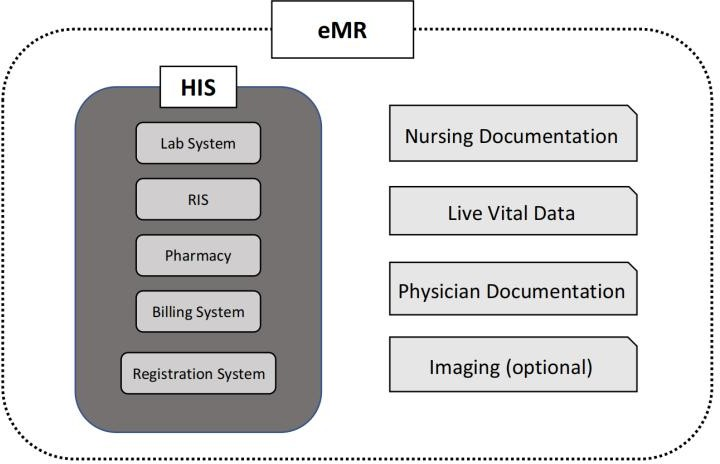 eMR
HIS
Lab System
RIS
Pharmacy
Billing System
Registration System
Nursing Documentation
Live Vital Data
Physician Documentation
Imaging (optional)